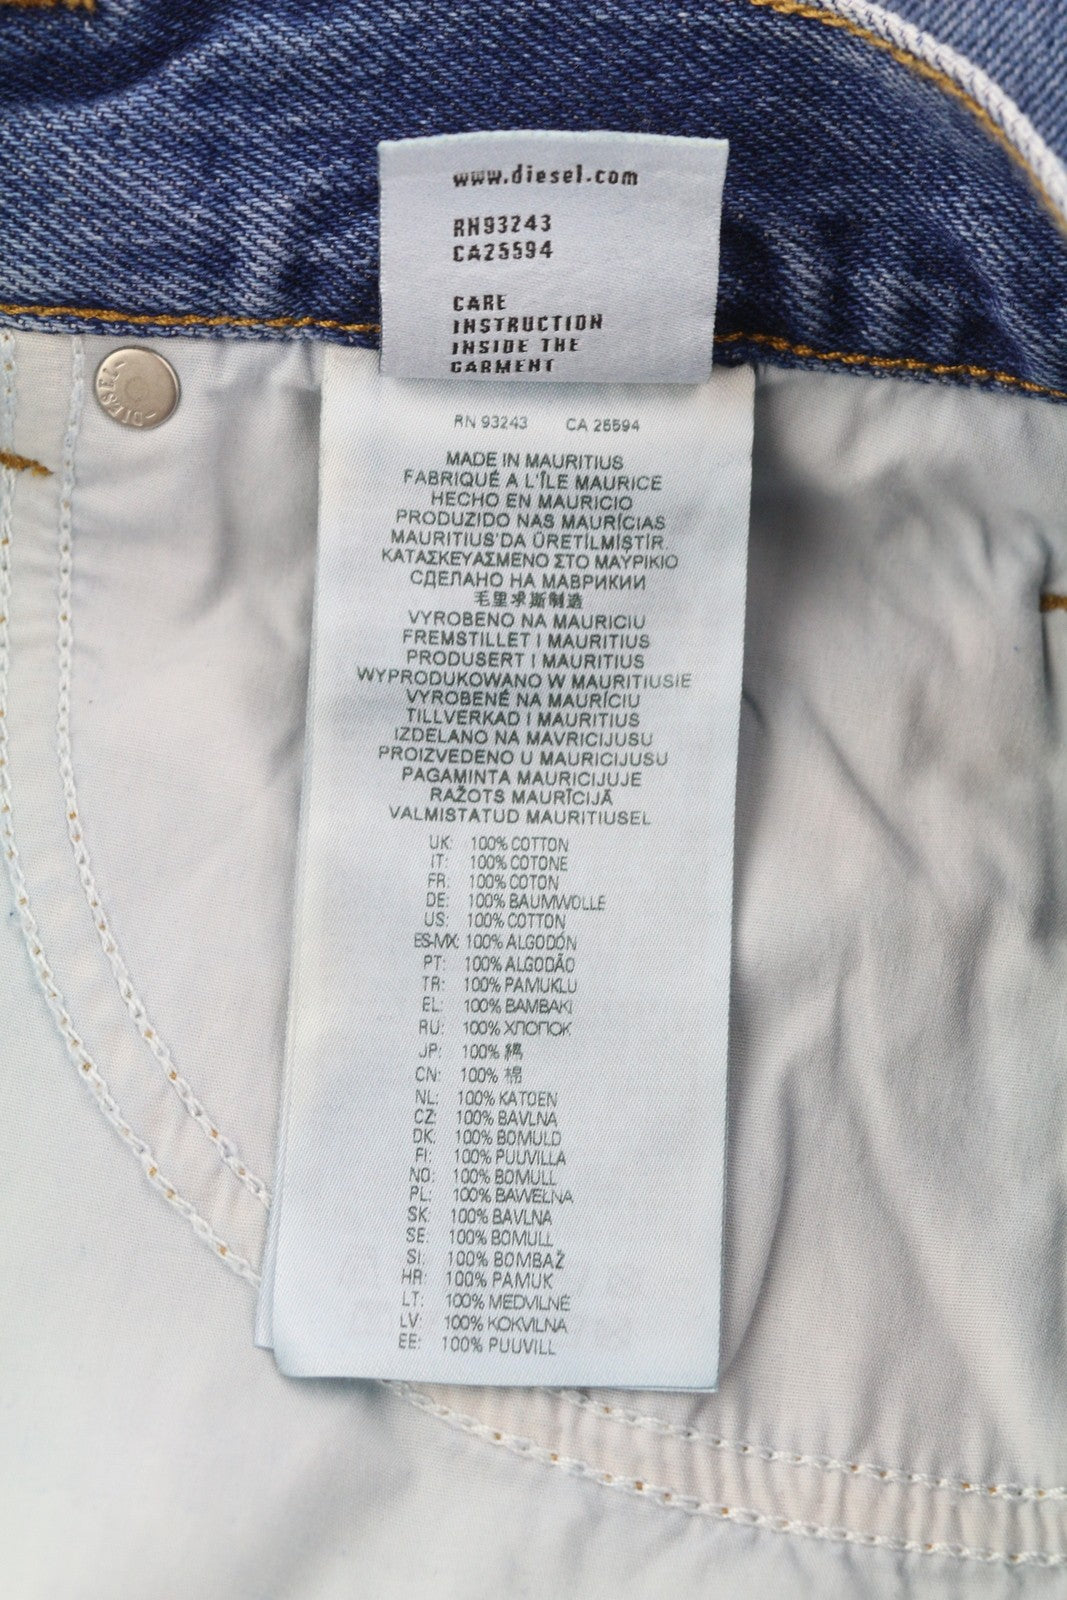 www.diesel.com
RN93243
CA25594
CARE
INSTRUCTION
INSIDE THE
GARMENT
DIESEL
RN 93243 CA 25594
MADE IN MAURITIUS
FABRIQUÉ A L'ÎLE MAURICE
HECHO EN MAURICIO
PRODUZIDO NAS MAURÍCIAS
MAURITIUS'DA ÜRETİLMİŞTİR.
ΚΑΤΑΣΚΕΥΑΣΜΕΝΟ ΣΤΟ ΜΑΥΡΙΚΙΟ
СДЕЛАНО НА МАВРИКИИ
毛里求斯制造
VYROBENO NA MAURICIU
FREMSTILLET I MAURITIUS
PRODUSERT I MAURITIUS
WYPRODUKOWANO W MAURITIUSIE
VYROBENÉ NA MAURÍCIU
TILLVERKAD I MAURITIUS
IZDELANO NA MAVRICIJUSU
PROIZVEDENO U MAURICIJUSU
PAGAMINTA MAURICIJUJE
RAŽOTS MAURĪCIJĀ
VALMISTATUD MAURITIUSEL
UK: 100% COTTON
IT: 100% COTONE
FR: 100% COTON
DE: 100% BAUMWOLLE
US: 100% COTTON
ES-MX: 100% ALGODÓN
PT: 100% ALGODÃO
TR: 100% PAMUKLU
EL: 100% ΒΑΜΒΑΚΙ
RU: 100% ХЛОПОК
JP: 100% 綿
CN: 100% 棉
NL: 100% KATOEN
CZ: 100% BAVLNA
DK: 100% BOMULD
FI: 100% PUUVILLA
NO: 100% BOMULL
PL: 100% BAWEŁNA
SK: 100% BAVLNA
SE: 100% BOMULL
SI: 100% BOMBAŽ
HR: 100% PAMUK
LT: 100% MEDVILNĖ
LV: 100% KOKVILNA
EE: 100% PUUVILL